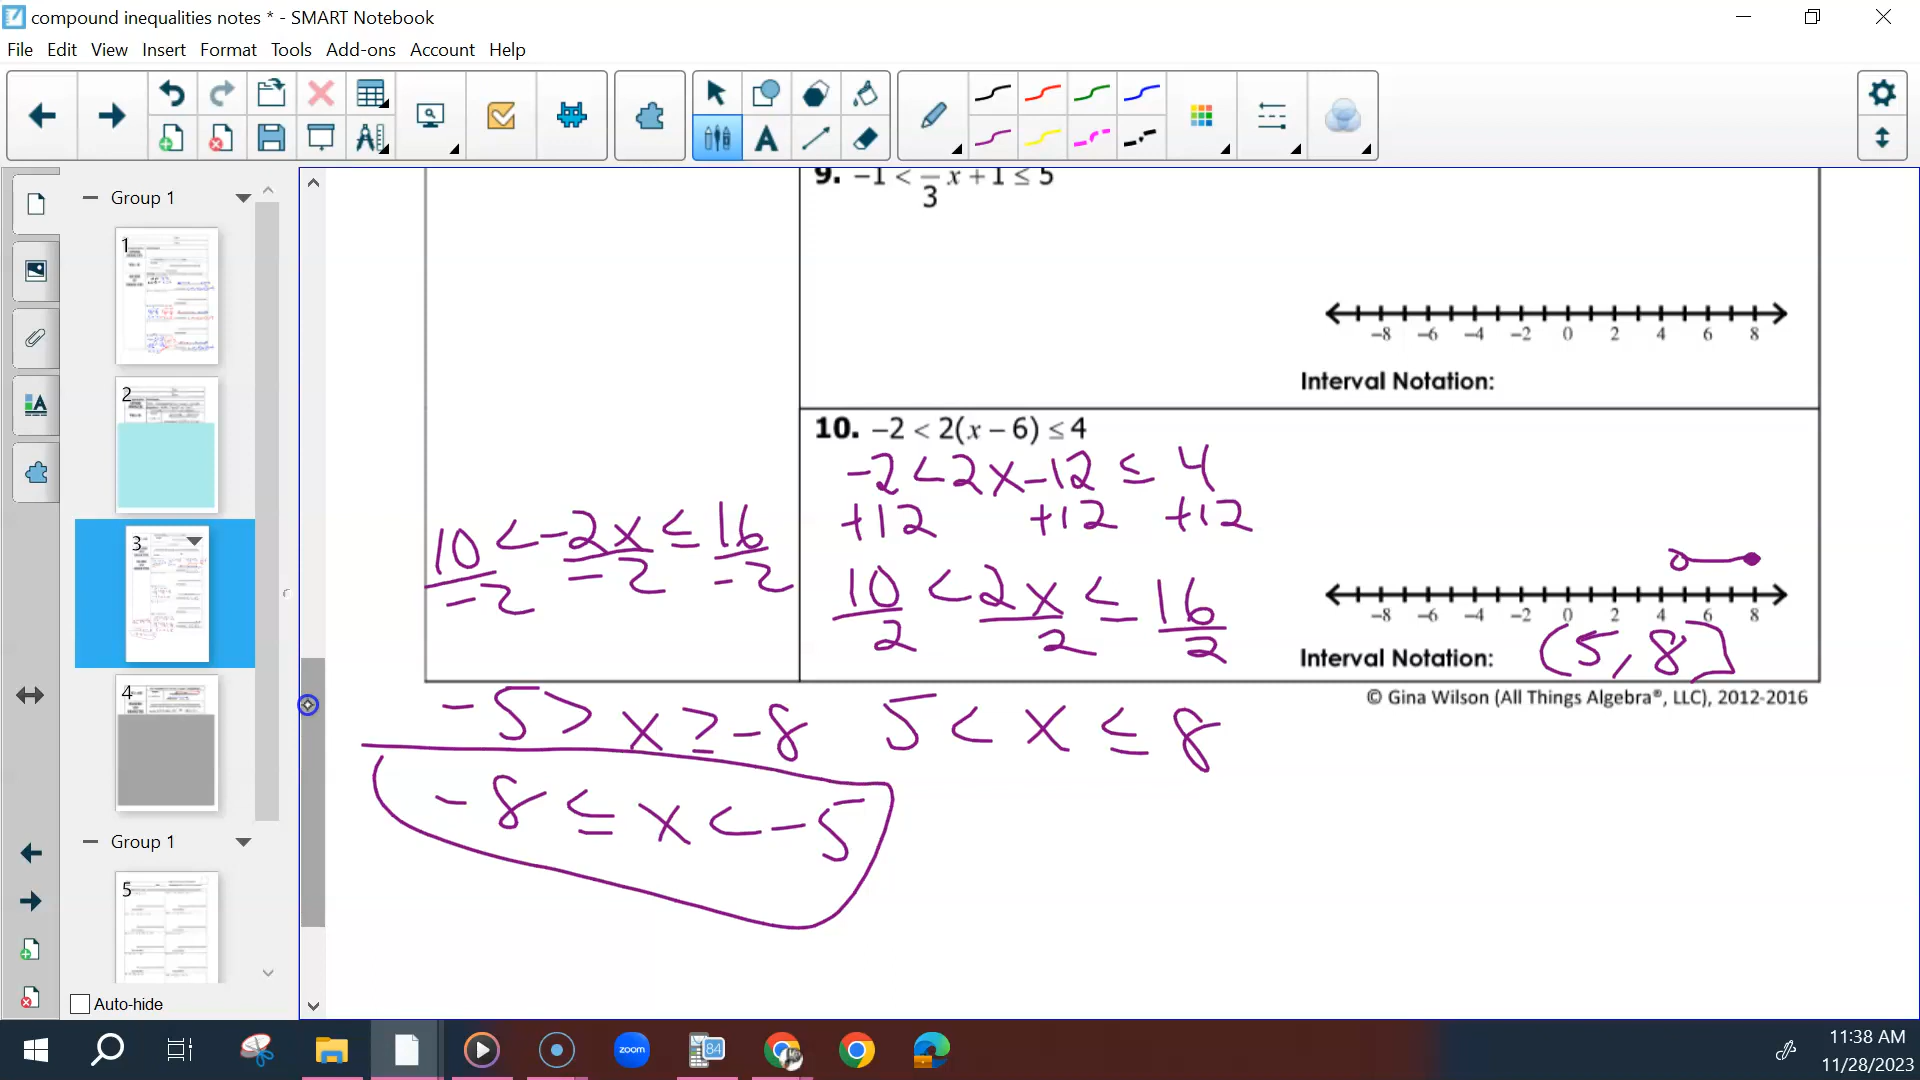 compound inequalities notes * - SMART Notebook
File Edit View Insert Format Tools Add-ons Account Help
Group 1
1
2
3
4
Group 1
5
Auto-hide
9. −1 < —/3 x + 1 ≤ 5
-8 -6 -4 -2 0 2 4 6 8
Interval Notation:
10. −2 < 2(x − 6) ≤ 4
-2 < 2x - 12 ≤ 4
+12 +12 +12
10 < -2x ≤ 16
-2 -2 -2
10 < 2x ≤ 16
2 2 2
-8 -6 -4 -2 0 2 4 6 8
Interval Notation: (5, 8]
© Gina Wilson (All Things Algebra®, LLC), 2012-2016
-5 > x ≥ -8
5 < x ≤ 8
-8 ≤ x < -5
zoom
84
11:38 AM
11/28/2023